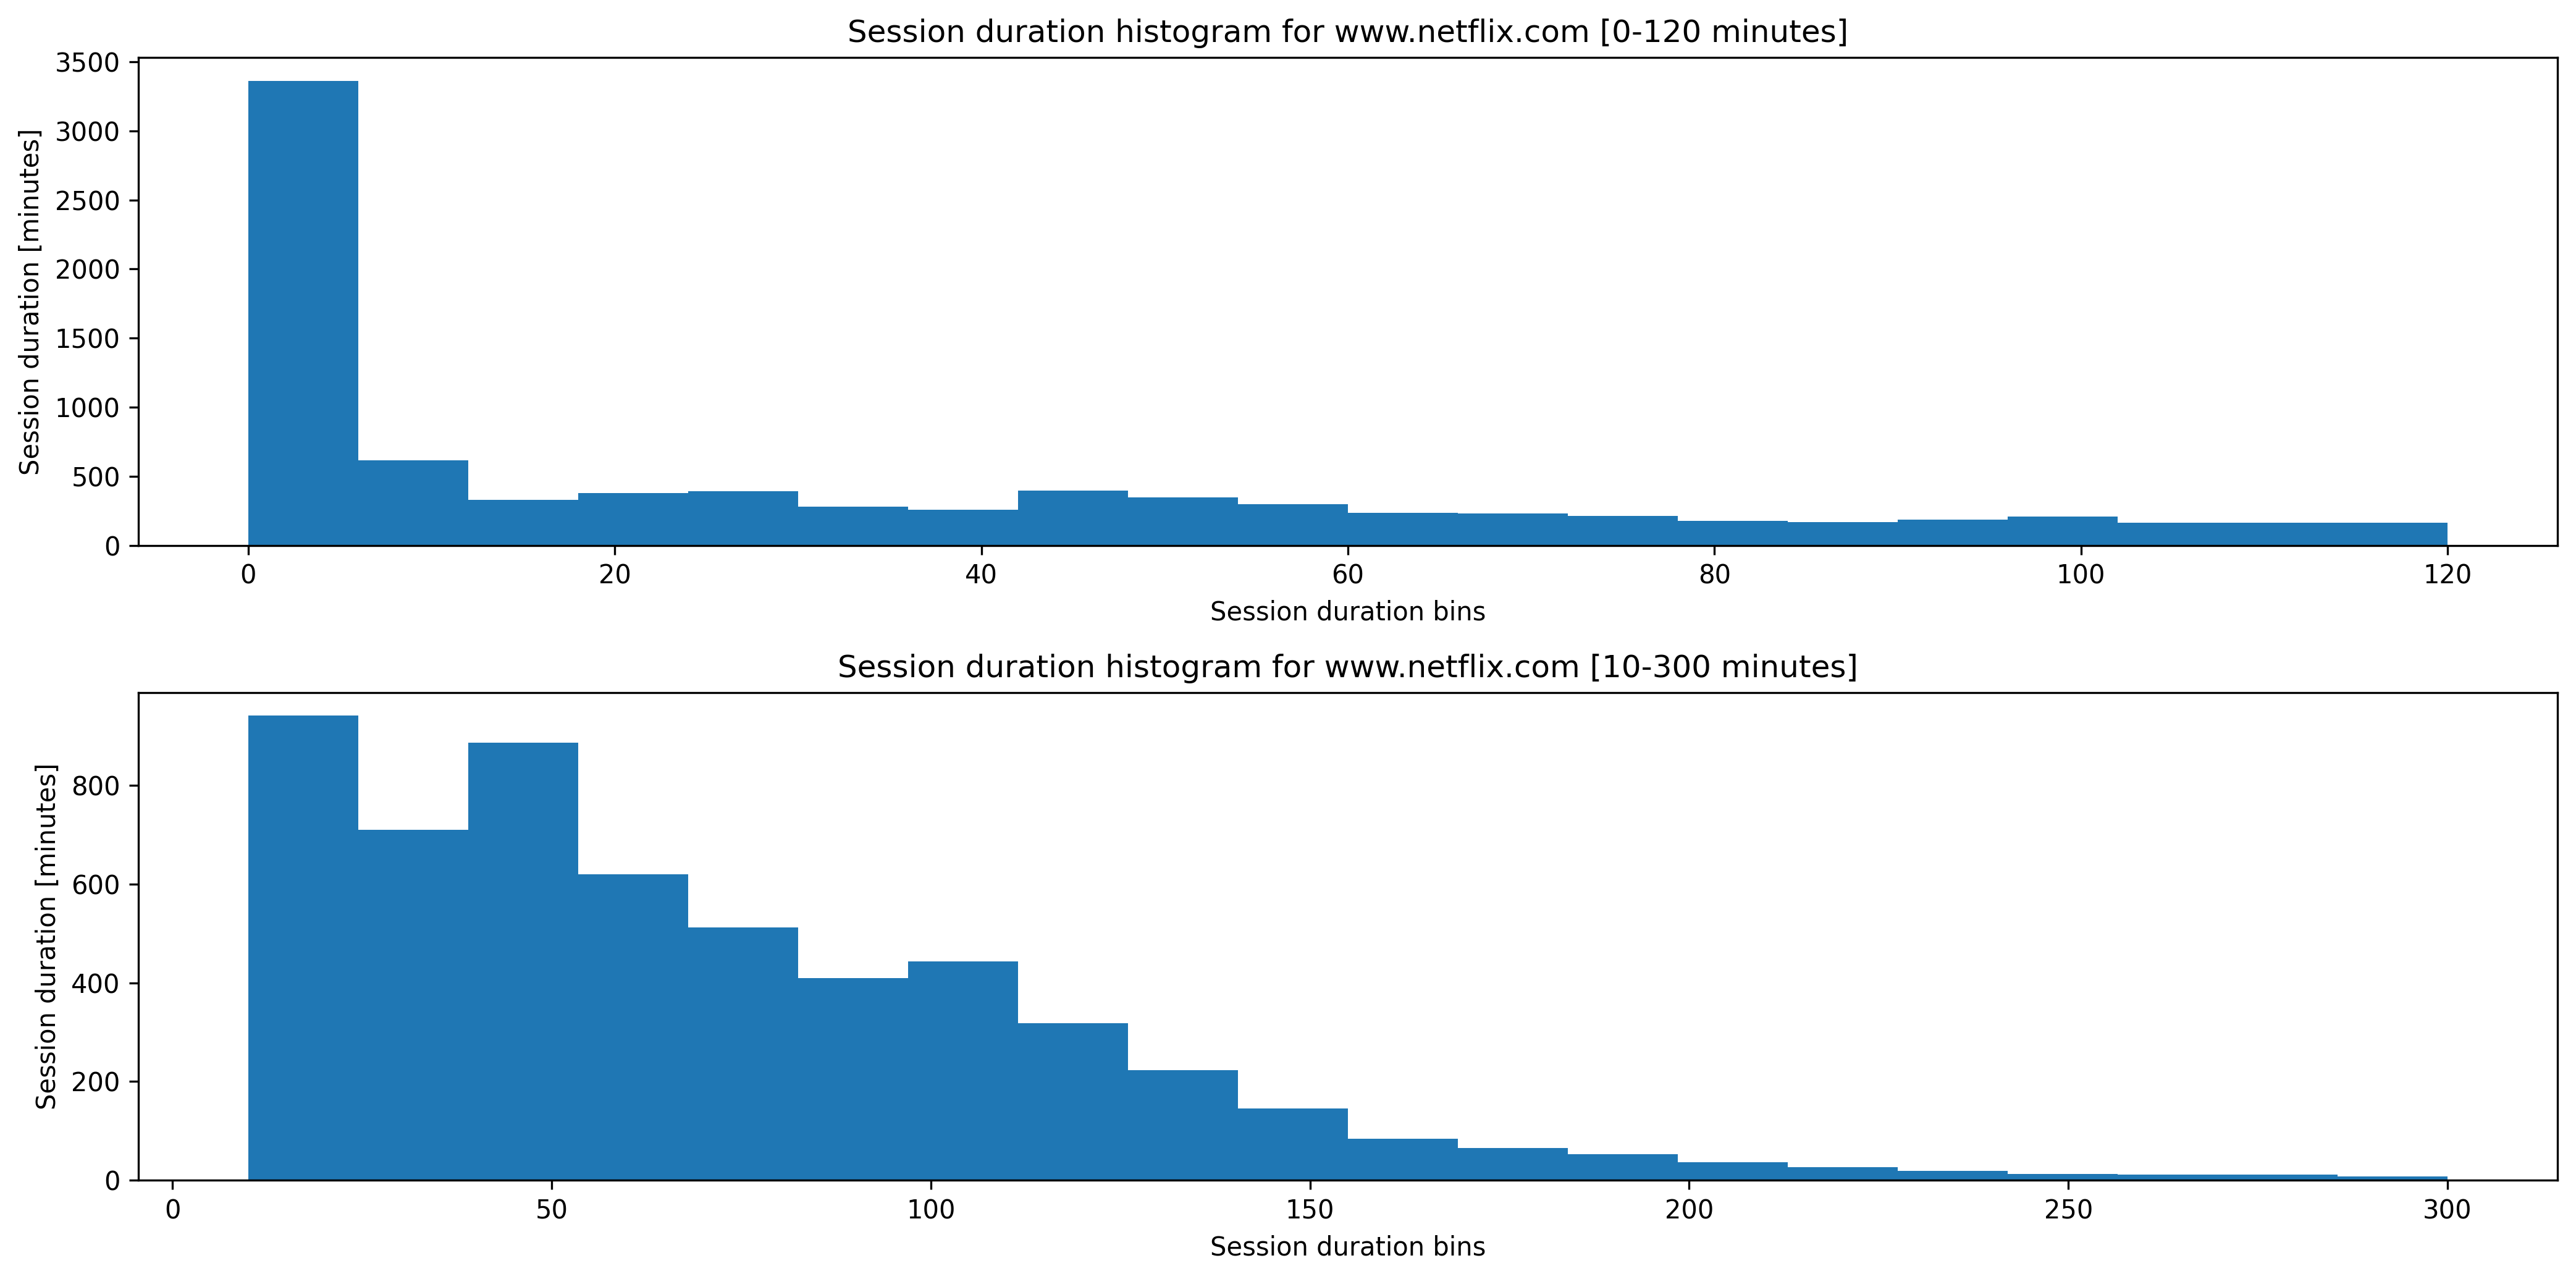 Session duration histogram for www.netflix.com [0-120 minutes]
Session duration [minutes]
3500
3000
2500
2000
1500
1000
500
0
0 20 40 60 80 100 120
Session duration bins
Session duration histogram for www.netflix.com [10-300 minutes]
Session duration [minutes]
800
600
400
200
0
0 50 100 150 200 250 300
Session duration bins